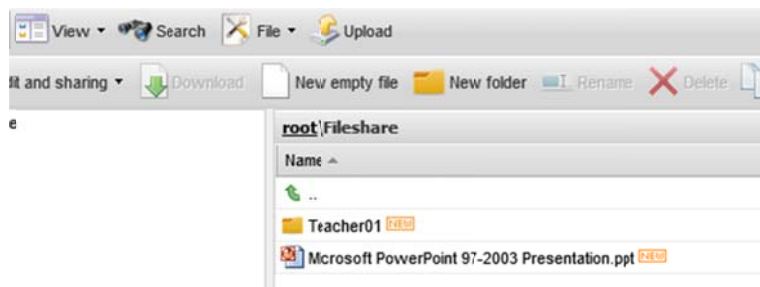 View Search File Upload
dit and sharing Download New empty file New folder Rename Delete
e
root\Fileshare
Name
..
Teacher01 NEW
Microsoft PowerPoint 97-2003 Presentation.ppt NEW